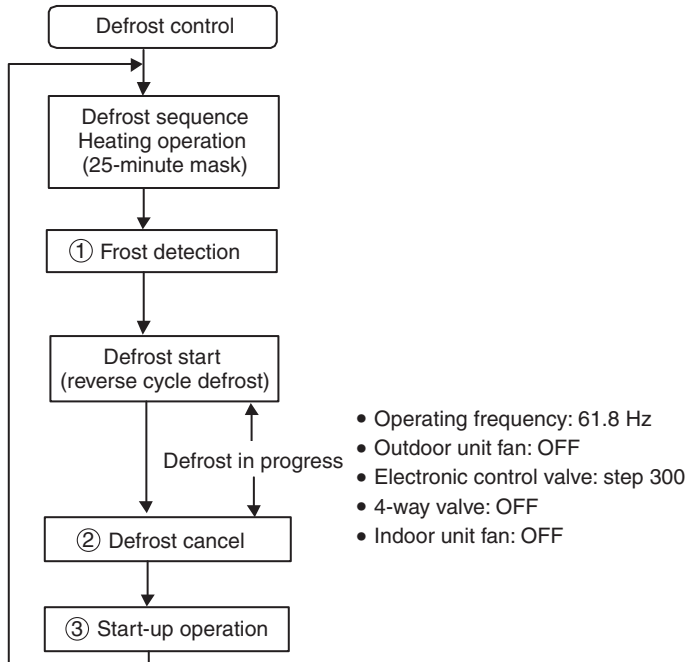 Defrost control
Defrost sequence
Heating operation
(25-minute mask)
① Frost detection
Defrost start
(reverse cycle defrost)
Defrost in progress
• Operating frequency: 61.8 Hz
• Outdoor unit fan: OFF
• Electronic control valve: step 300
• 4-way valve: OFF
• Indoor unit fan: OFF
② Defrost cancel
③ Start-up operation